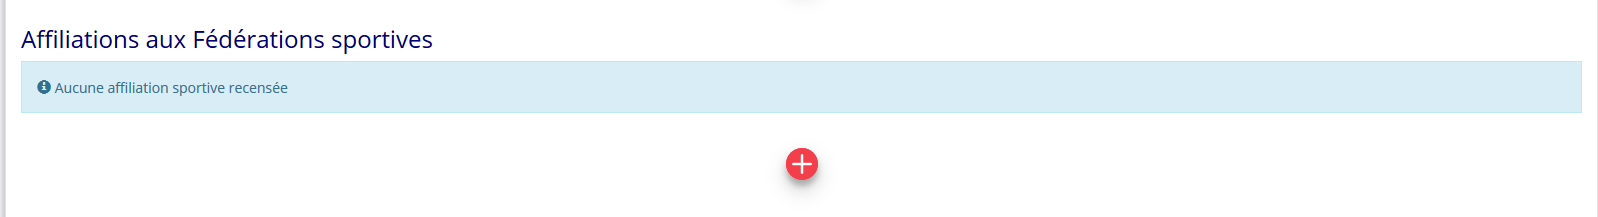 Affiliations aux Fédérations sportives
Aucune affiliation sportive recensée